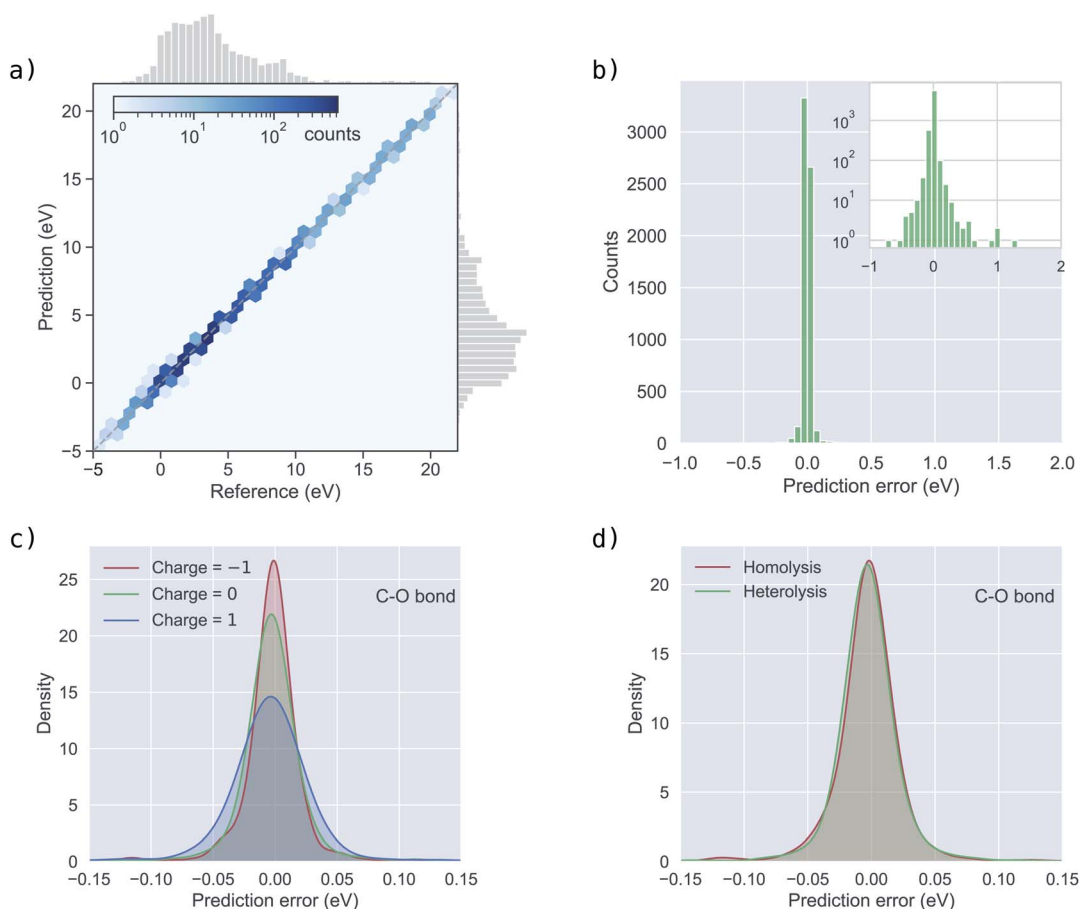 a)
20
15
10
5
0
−5
Prediction (eV)
10⁰ 10¹ 10² counts
−5 0 5 10 15 20
Reference (eV)
b)
3000
2500
2000
1500
1000
500
0
Counts
10³
10²
10¹
10⁰
−1 0 1 2
−1.0 −0.5 0.0 0.5 1.0 1.5 2.0
Prediction error (eV)
c)
Charge = −1
Charge = 0
Charge = 1
C-O bond
25
20
15
10
5
0
Density
−0.15 −0.10 −0.05 0.00 0.05 0.10 0.15
Prediction error (eV)
d)
Homolysis
Heterolysis
C-O bond
20
15
10
5
0
Density
−0.15 −0.10 −0.05 0.00 0.05 0.10 0.15
Prediction error (eV)